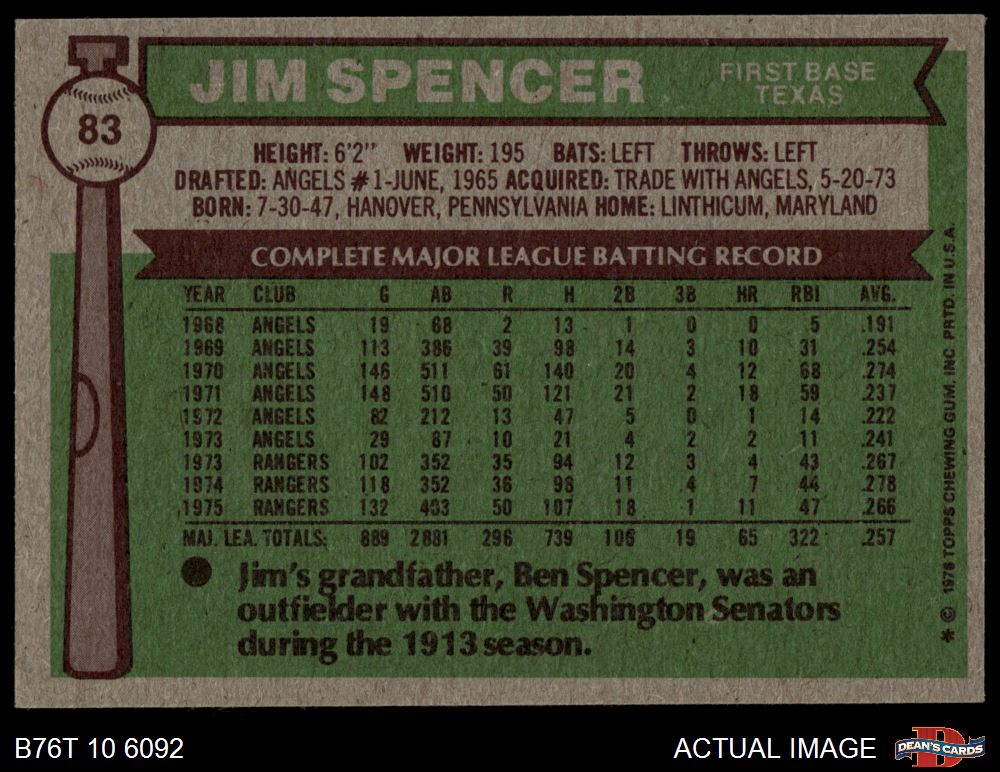 83
JIM SPENCER
FIRST BASE
TEXAS
HEIGHT: 6'2" WEIGHT: 195 BATS: LEFT THROWS: LEFT
DRAFTED: ANGELS #1-JUNE, 1965 ACQUIRED: TRADE WITH ANGELS, 5-20-73
BORN: 7-30-47, HANOVER, PENNSYLVANIA HOME: LINTHICUM, MARYLAND
COMPLETE MAJOR LEAGUE BATTING RECORD
YEAR CLUB G AB R H 2B 3B HR RBI AVG.
1968 ANGELS 19 68 2 13 1 0 0 5 .191
1969 ANGELS 113 386 39 98 14 3 10 31 .254
1970 ANGELS 146 511 61 140 20 4 12 68 .274
1971 ANGELS 148 510 50 121 21 2 18 59 .237
1972 ANGELS 82 212 13 47 5 0 1 14 .222
1973 ANGELS 29 87 10 21 4 2 2 11 .241
1973 RANGERS 102 352 35 94 12 3 4 43 .267
1974 RANGERS 118 352 36 98 11 4 7 44 .278
1975 RANGERS 132 403 50 107 18 1 11 47 .266
MAJ. LEA. TOTALS: 889 2881 296 739 106 19 65 322 .257
● Jim's grandfather, Ben Spencer, was an
outfielder with the Washington Senators
during the 1913 season.
* © 1976 TOPPS CHEWING GUM, INC. PRTD. IN U.S.A.
B76T 10 6092
ACTUAL IMAGE
D
DEAN'S CARDS